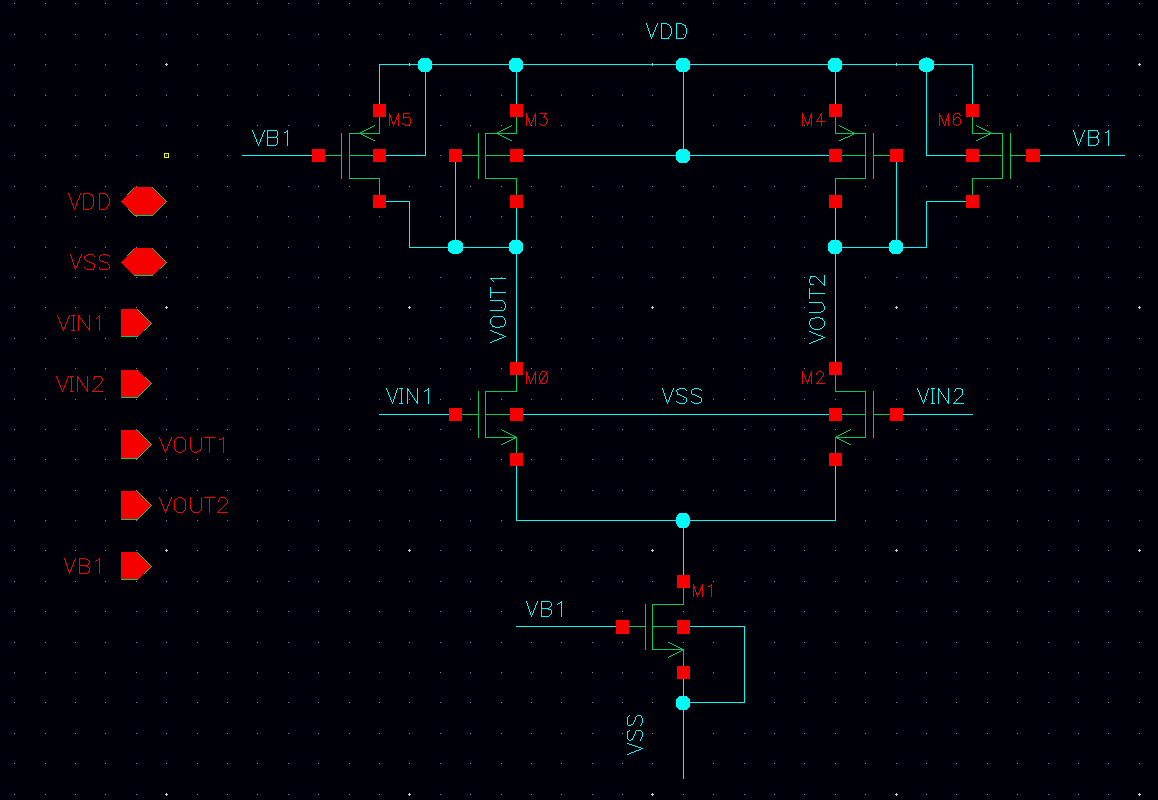 VDD
M5
M3
M4
M6
VB1
VB1
VDD
VSS
VIN1
VOUT1
VOUT2
VIN2
M0
M2
VIN1
VSS
VIN2
VOUT1
VOUT2
VB1
M1
VB1
VSS